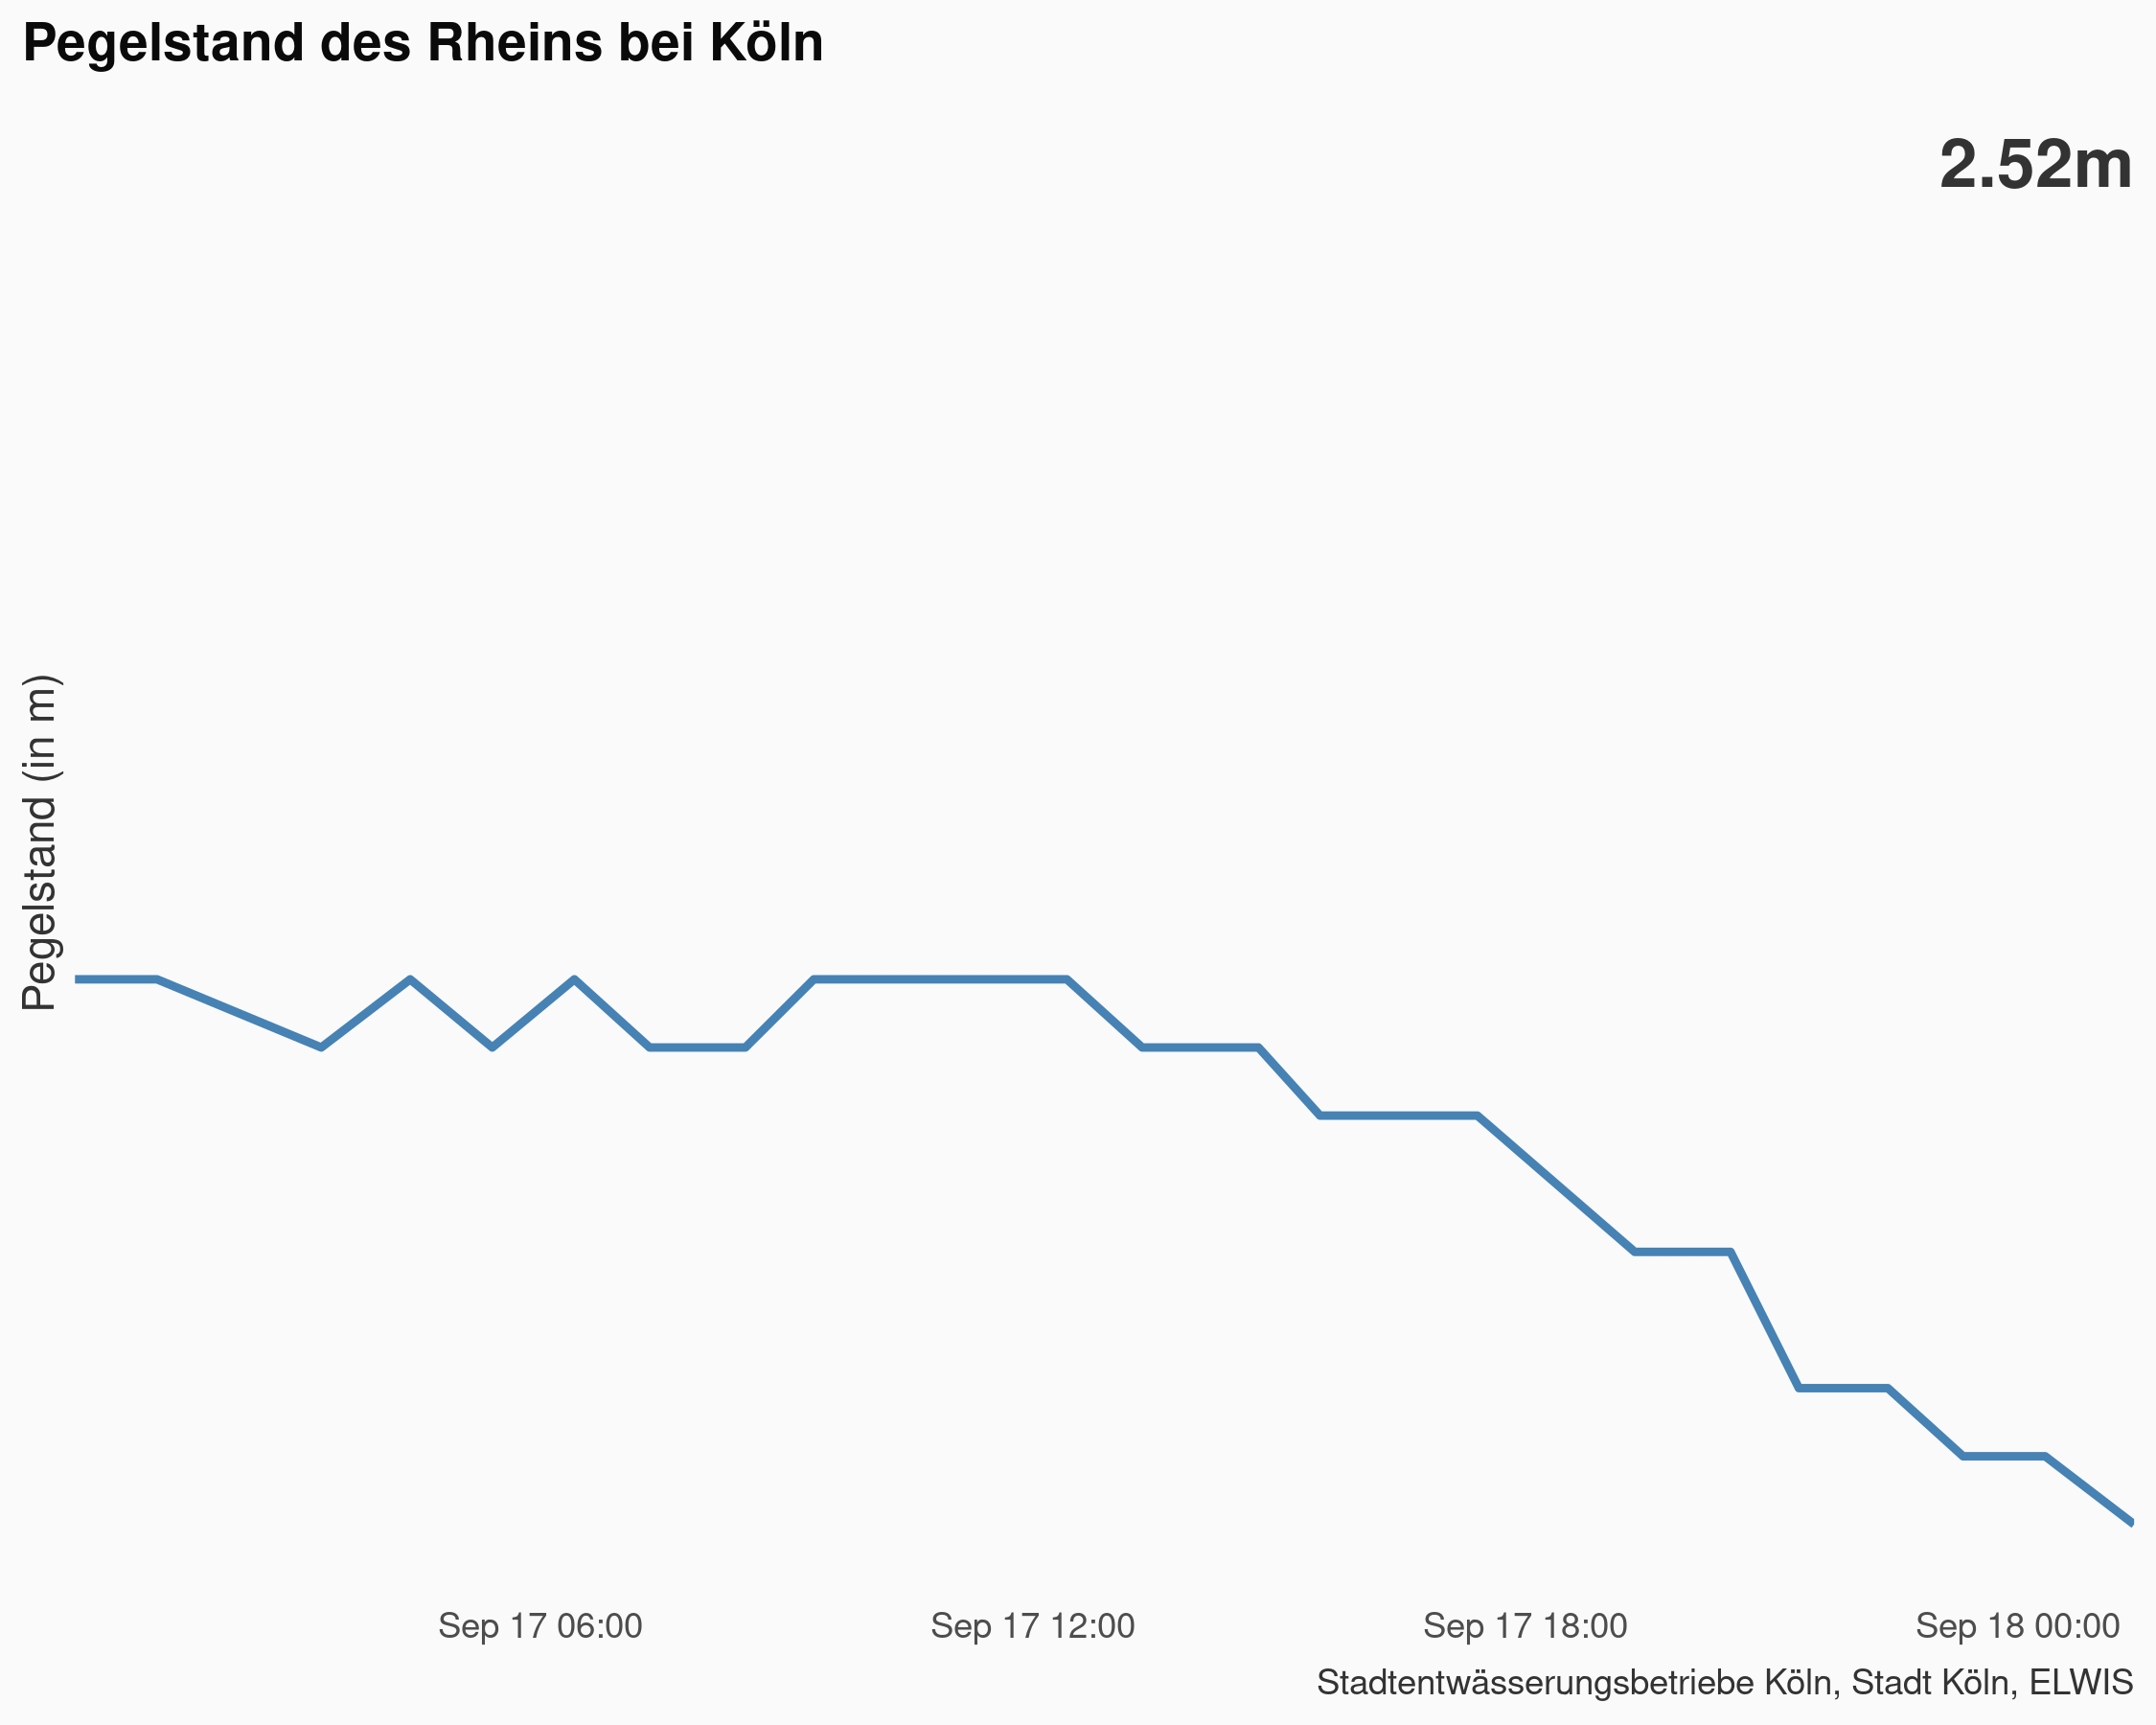 Pegelstand des Rheins bei Köln
2.52m
Pegelstand (in m)
Sep 17 06:00
Sep 17 12:00
Sep 17 18:00
Sep 18 00:00
Stadtentwässerungsbetriebe Köln, Stadt Köln, ELWIS